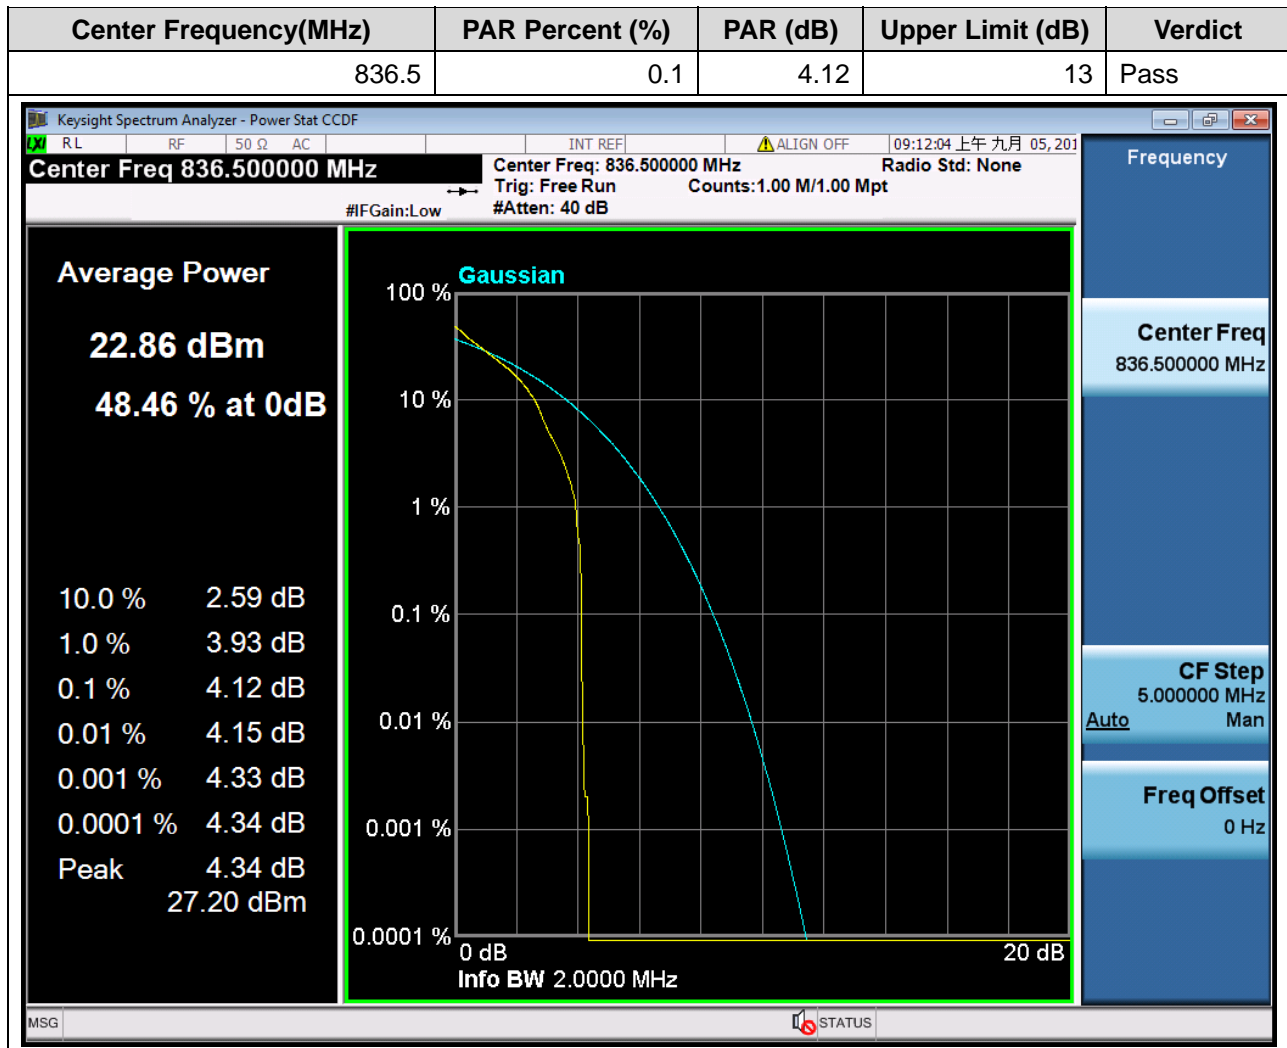 Center Frequency(MHz) PAR Percent (%) PAR (dB) Upper Limit (dB) Verdict
836.5 0.1 4.12 13 Pass
Keysight Spectrum Analyzer - Power Stat CCDF
LXI RL RF 50 Ω AC INT REF ALIGN OFF 09:12:04 上午 九月 05, 201
Center Freq 836.500000 MHz
Center Freq: 836.500000 MHz Radio Std: None
Trig: Free Run Counts:1.00 M/1.00 Mpt
#IFGain:Low #Atten: 40 dB
Average Power
22.86 dBm
48.46 % at 0dB
10.0 % 2.59 dB
1.0 % 3.93 dB
0.1 % 4.12 dB
0.01 % 4.15 dB
0.001 % 4.33 dB
0.0001 % 4.34 dB
Peak 4.34 dB
27.20 dBm
Gaussian
100 %
10 %
1 %
0.1 %
0.01 %
0.001 %
0.0001 %
0 dB 20 dB
Info BW 2.0000 MHz
Frequency
Center Freq
836.500000 MHz
CF Step
5.000000 MHz
Auto Man
Freq Offset
0 Hz
MSG STATUS